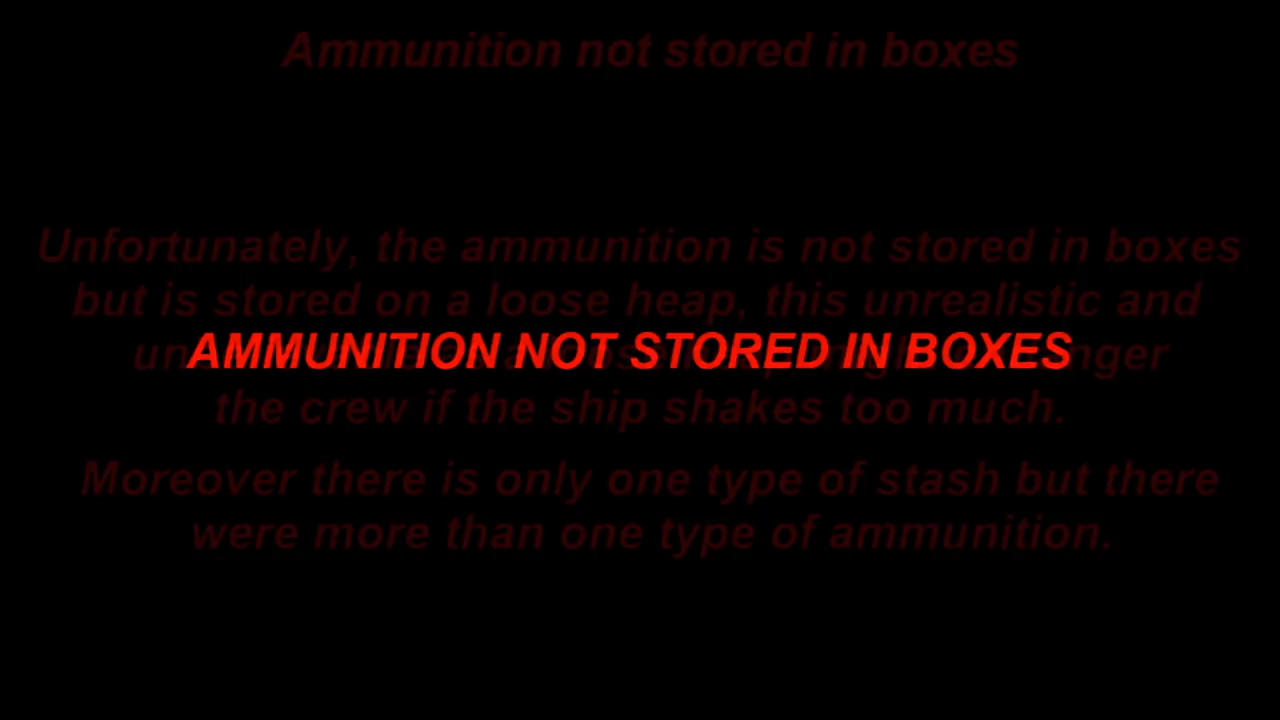 Ammunition not stored in boxes
Unfortunately, the ammunition is not stored in boxes
but is stored on a loose heap, this unrealistic and
AMMUNITION NOT STORED IN BOXES
the crew if the ship shakes too much.
Moreover there is only one type of stash but there
were more than one type of ammunition.